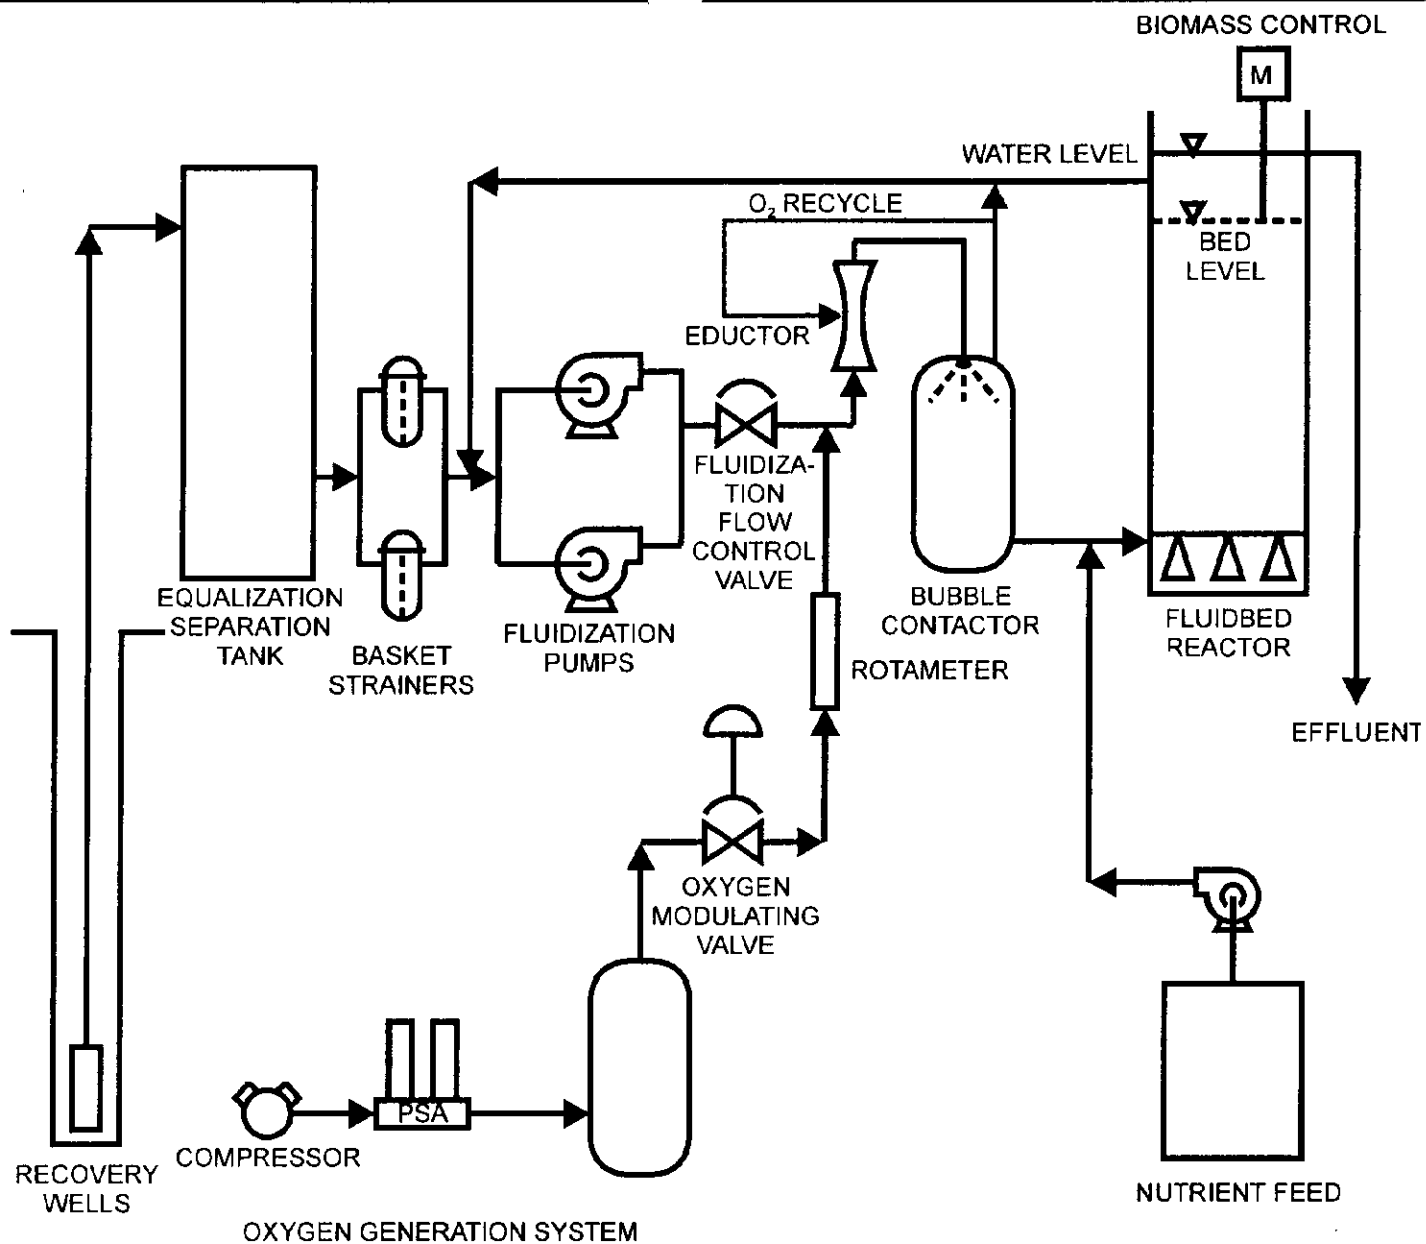 BIOMASS CONTROL
M
WATER LEVEL
O₂ RECYCLE
BED
LEVEL
EDUCTOR
FLUIDIZA-
TION
FLOW
CONTROL
VALVE
EQUALIZATION
SEPARATION
TANK
BASKET
STRAINERS
FLUIDIZATION
PUMPS
BUBBLE
CONTACTOR
FLUIDBED
REACTOR
ROTAMETER
EFFLUENT
OXYGEN
MODULATING
VALVE
PSA
COMPRESSOR
RECOVERY
WELLS
NUTRIENT FEED
OXYGEN GENERATION SYSTEM